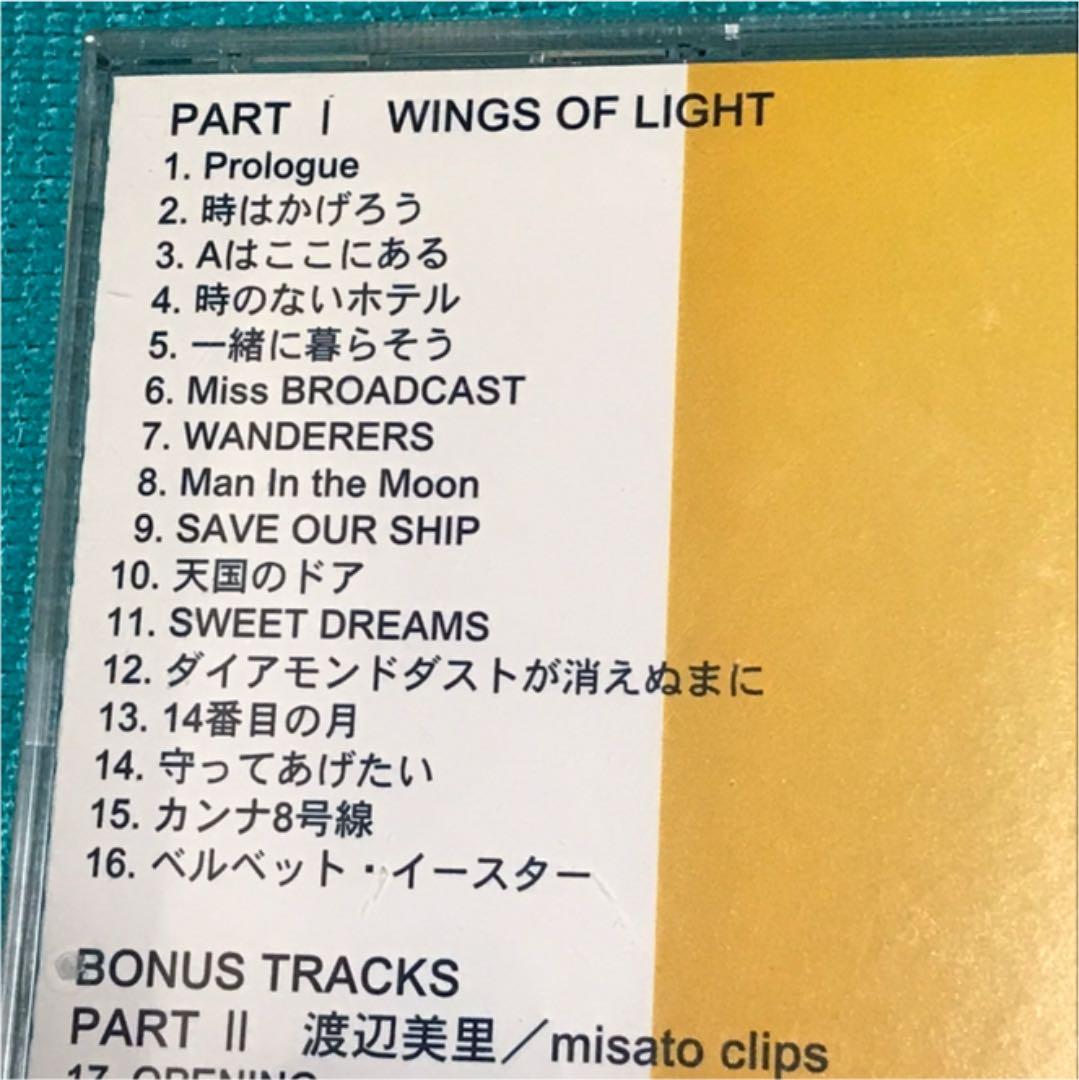 PART Ⅰ WINGS OF LIGHT
1. Prologue
2. 時はかげろう
3. Aはここにある
4. 時のないホテル
5. 一緒に暮らそう
6. Miss BROADCAST
7. WANDERERS
8. Man In the Moon
9. SAVE OUR SHIP
10. 天国のドア
11. SWEET DREAMS
12. ダイアモンドダストが消えぬまに
13. 14番目の月
14. 守ってあげたい
15. カンナ8号線
16. ベルベット・イースター
BONUS TRACKS
PART Ⅱ 渡辺美里／misato clips
17. OPENING